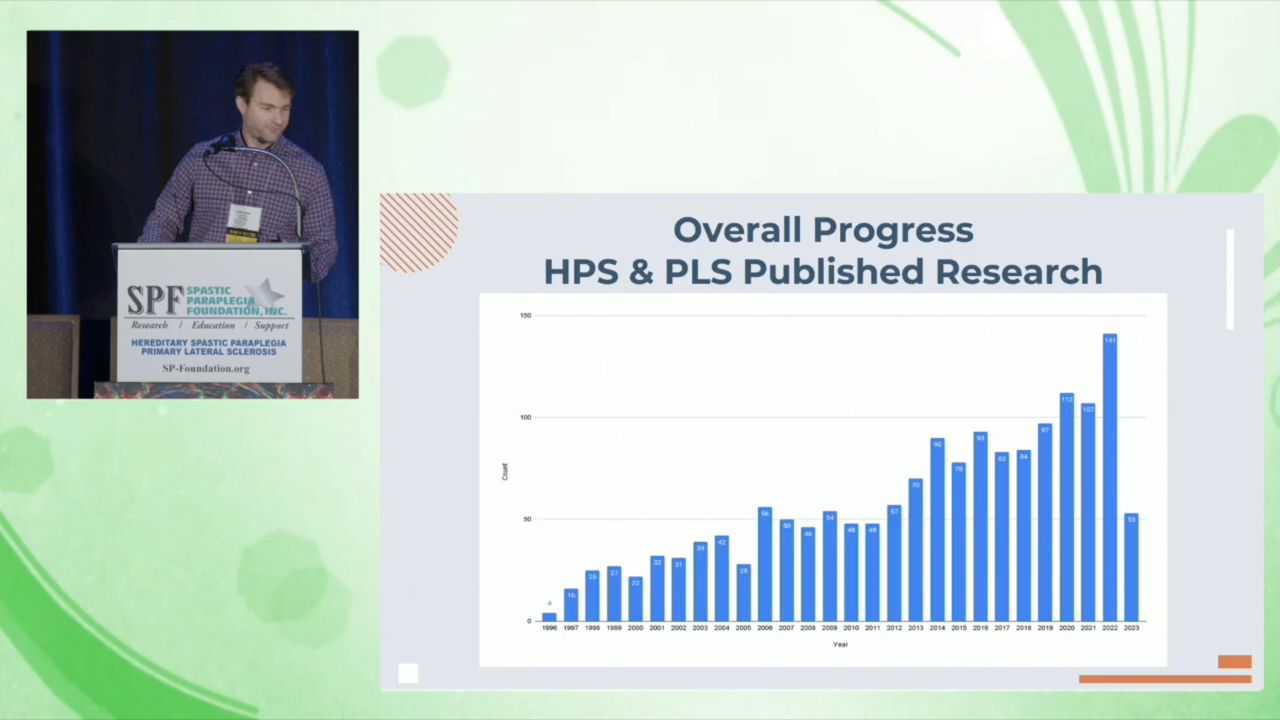 SPF SPASTIC
PARAPLEGIA
FOUNDATION, INC.
Research / Education / Support
HEREDITARY SPASTIC PARAPLEGIA
PRIMARY LATERAL SCLEROSIS
SP-Foundation.org
Overall Progress
HPS & PLS Published Research
150
100
50
0
Count
4 16 25 27 22 32 31 39 42 28 56 50 46 54 48 48 57 70 90 78 93 83 84 97 112 107 141 53
1996 1997 1998 1999 2000 2001 2002 2003 2004 2005 2006 2007 2008 2009 2010 2011 2012 2013 2014 2015 2016 2017 2018 2019 2020 2021 2022 2023
Year